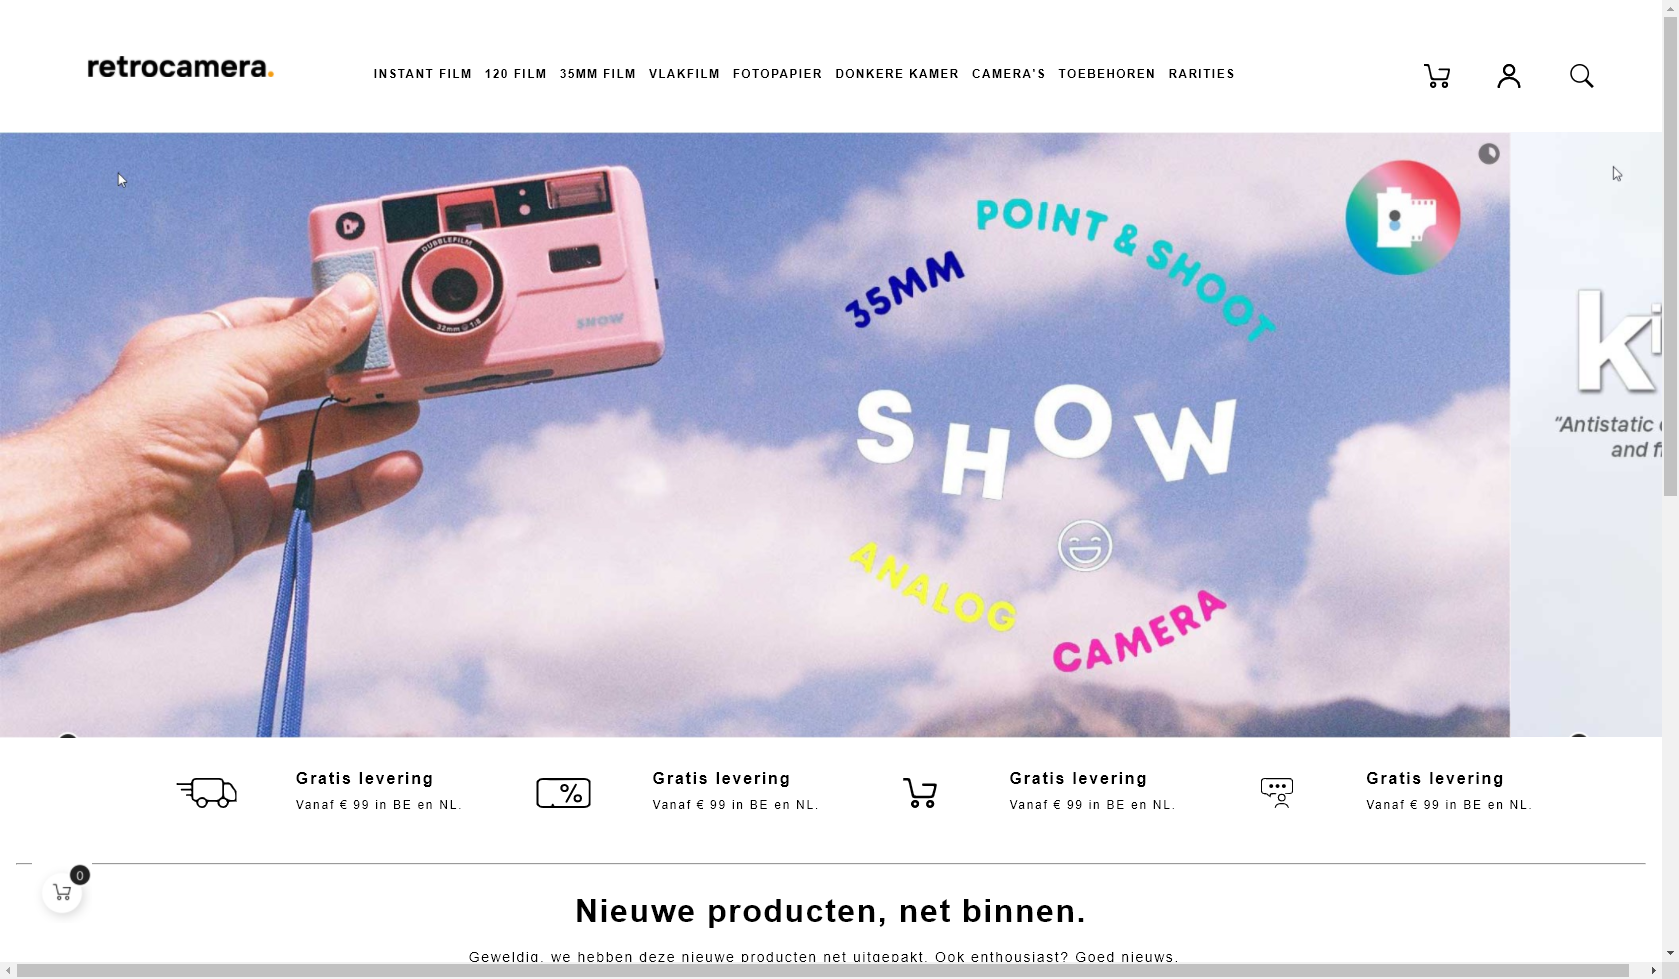 retrocamera.
INSTANT FILM 120 FILM 35MM FILM VLAKFILM FOTOPAPIER DONKERE KAMER CAMERA'S TOEBEHOREN RARITIES
DUBBLEFILM
32mm
SHOW
35MM
POINT & SHOOT
SHOW
ANALOG
CAMERA
"Antistatic
and
Gratis levering
Vanaf € 99 in BE en NL.
Gratis levering
Vanaf € 99 in BE en NL.
Gratis levering
Vanaf € 99 in BE en NL.
Gratis levering
Vanaf € 99 in BE en NL.
0
Nieuwe producten, net binnen.
Geweldig, we hebben deze nieuwe producten net uitgepakt. Ook enthousiast? Goed nieuws.